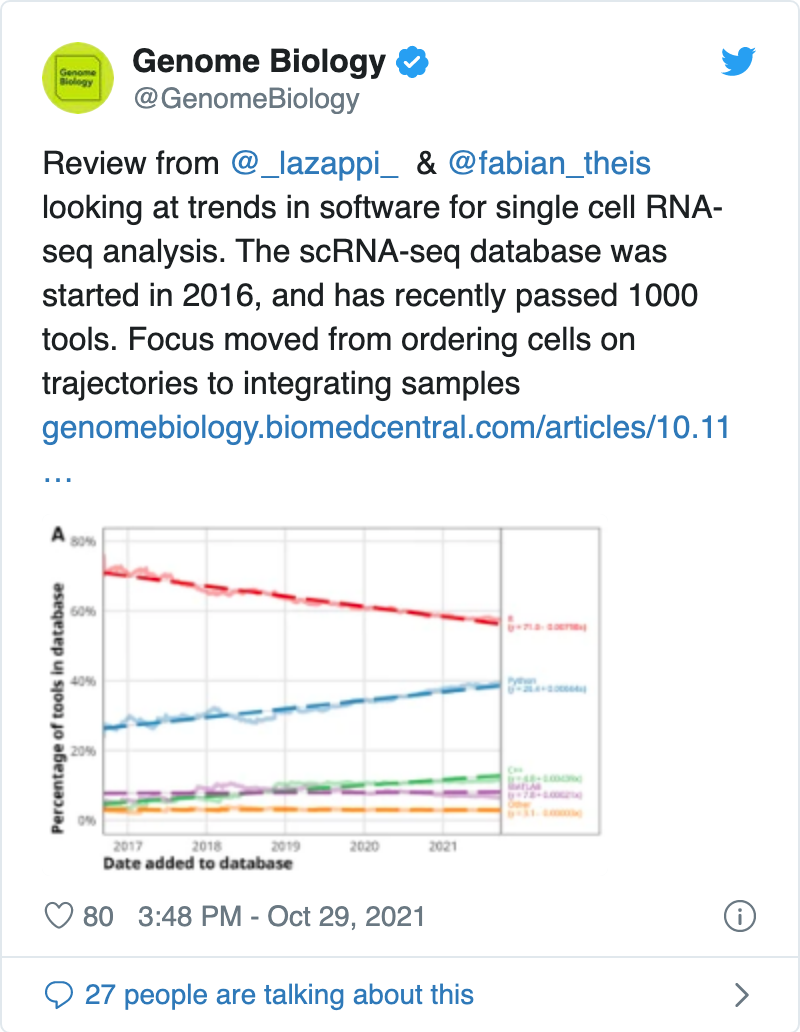 Genome Biology
Genome
Biology
@GenomeBiology
Review from @_lazappi_ & @fabian_theis
looking at trends in software for single cell RNA-
seq analysis. The scRNA-seq database was
started in 2016, and has recently passed 1000
tools. Focus moved from ordering cells on
trajectories to integrating samples
genomebiology.biomedcentral.com/articles/10.11
…
A
Percentage of tools in database
80%
60%
40%
20%
0%
R
Python
C++
MATLAB
Other
2017 2018 2019 2020 2021
Date added to database
80 3:48 PM - Oct 29, 2021
27 people are talking about this